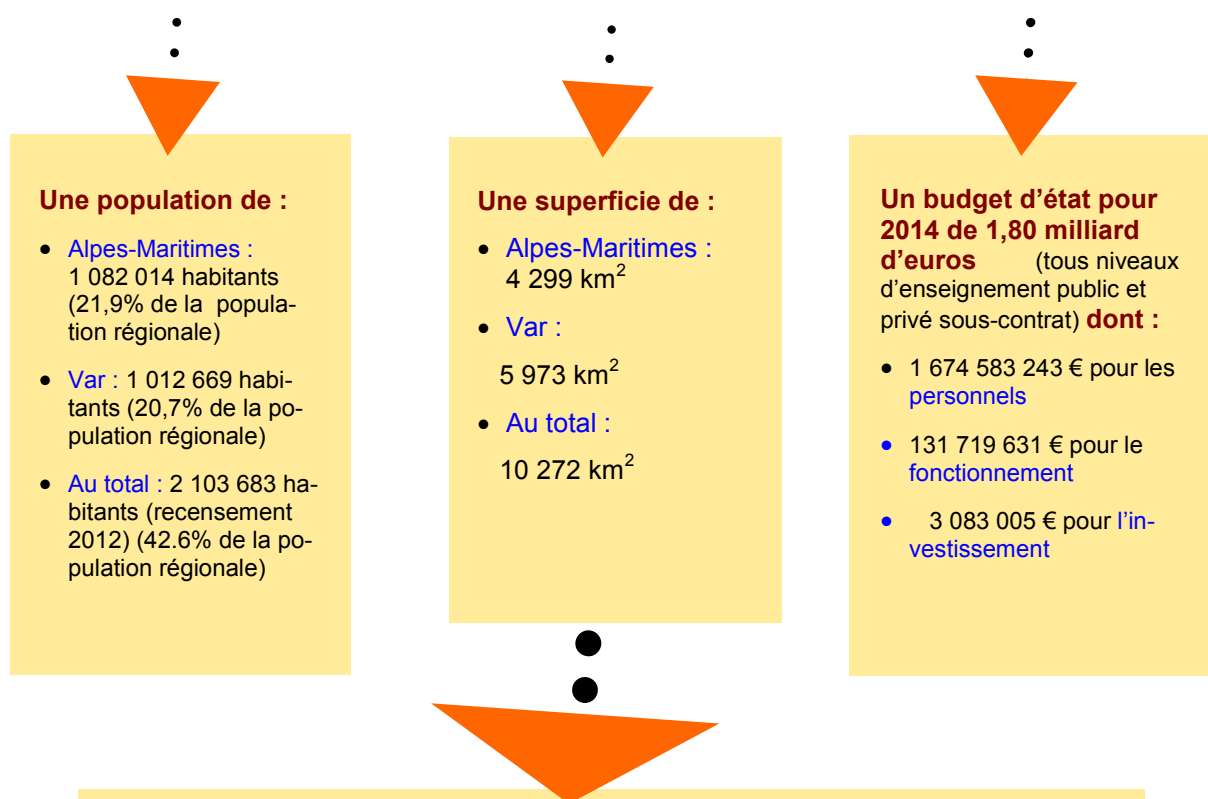 Une population de :
• Alpes-Maritimes :
1 082 014 habitants
(21,9% de la popula-
tion régionale)
• Var : 1 012 669 habi-
tants (20,7% de la po-
pulation régionale)
• Au total : 2 103 683 ha-
bitants (recensement
2012) (42.6% de la po-
pulation régionale)
Une superficie de :
• Alpes-Maritimes :
4 299 km²
• Var :
5 973 km²
• Au total :
10 272 km²
Un budget d’état pour
2014 de 1,80 milliard
d’euros (tous niveaux
d’enseignement public et
privé sous-contrat) dont :
• 1 674 583 243 € pour les
personnels
• 131 719 631 € pour le
fonctionnement
• 3 083 005 € pour l’in-
vestissement